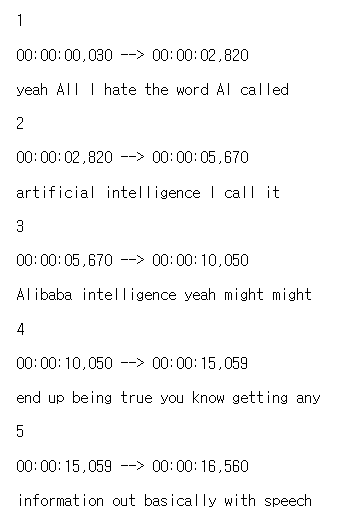 1
00:00:00,030 --> 00:00:02,820
yeah All I hate the word AI called
2
00:00:02,820 --> 00:00:05,670
artificial intelligence I call it
3
00:00:05,670 --> 00:00:10,050
Alibaba intelligence yeah might might
4
00:00:10,050 --> 00:00:15,059
end up being true you know getting any
5
00:00:15,059 --> 00:00:16,560
information out basically with speech